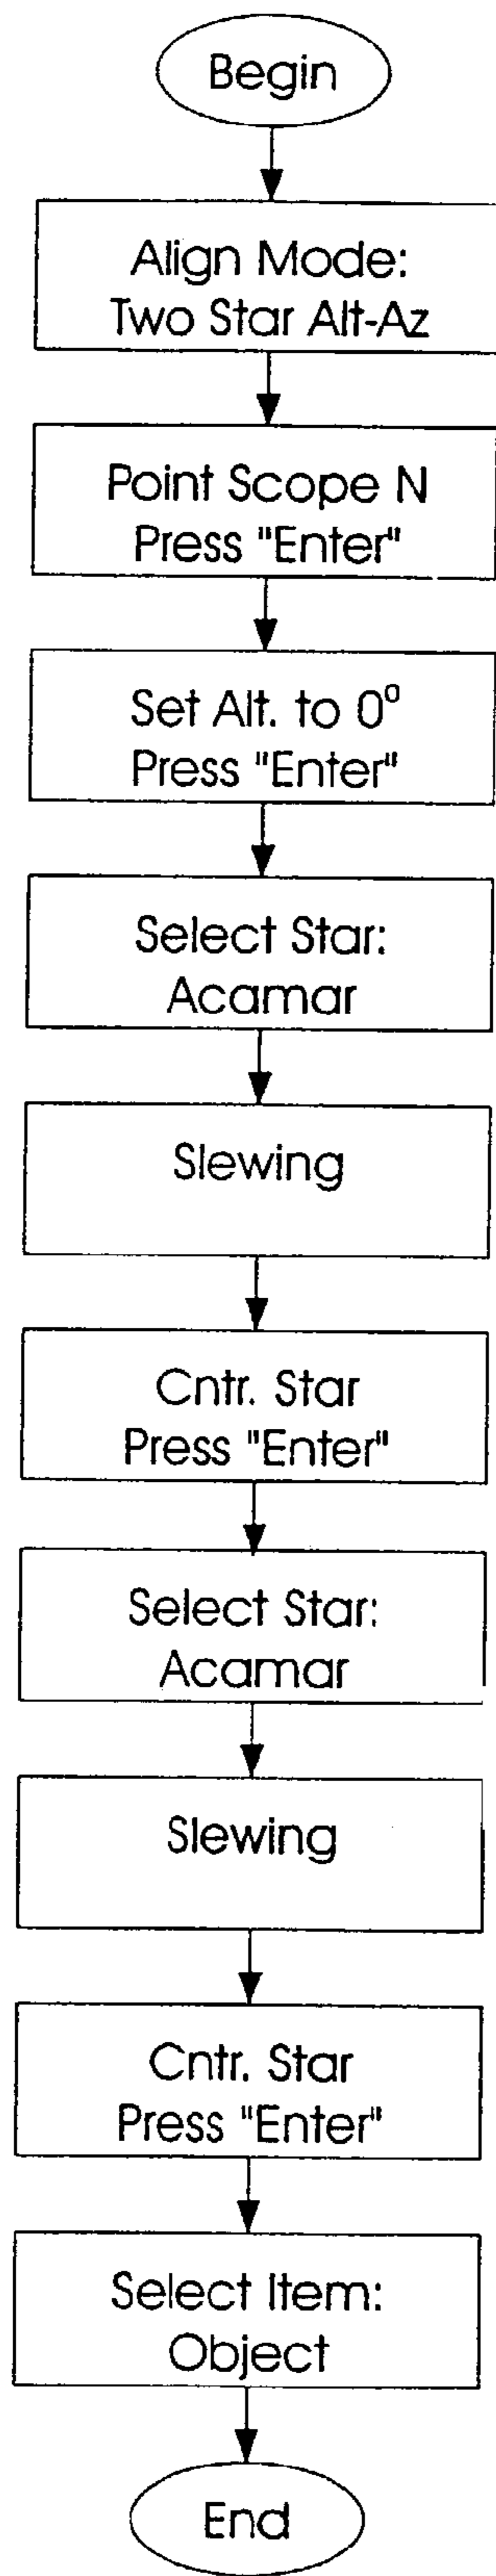 Begin
Align Mode:
Two Star Alt-Az
Point Scope N
Press "Enter"
Set Alt. to 0°
Press "Enter"
Select Star:
Acamar
Slewing
Cntr. Star
Press "Enter"
Select Star:
Acamar
Slewing
Cntr. Star
Press "Enter"
Select Item:
Object
End